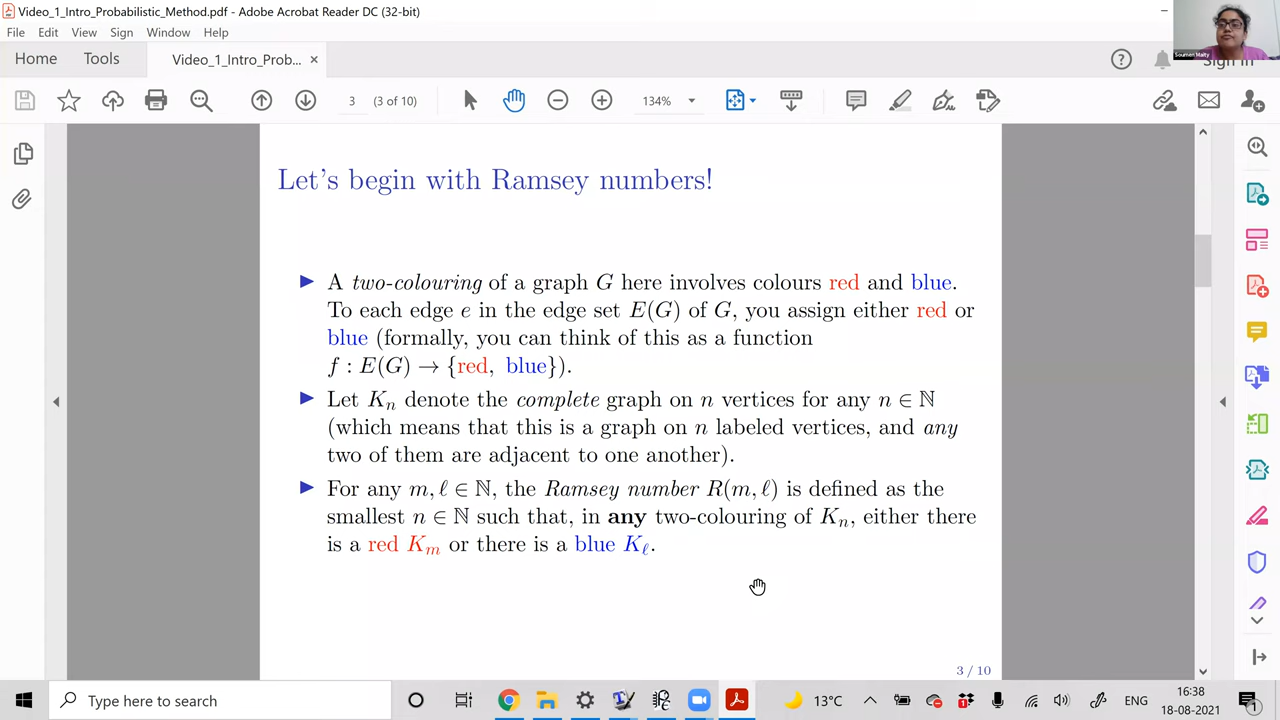 Video_1_Intro_Probabilistic_Method.pdf - Adobe Acrobat Reader DC (32-bit)
File Edit View Sign Window Help
Soumen Maity
Home Tools Video_1_Intro_Prob... × Sign In
3 (3 of 10) 134%
Let's begin with Ramsey numbers!
A two-colouring of a graph G here involves colours red and blue.
To each edge e in the edge set E(G) of G, you assign either red or
blue (formally, you can think of this as a function
f : E(G) → {red, blue}).
Let Kₙ denote the complete graph on n vertices for any n ∈ ℕ
(which means that this is a graph on n labeled vertices, and any
two of them are adjacent to one another).
For any m, ℓ ∈ ℕ, the Ramsey number R(m, ℓ) is defined as the
smallest n ∈ ℕ such that, in any two-colouring of Kₙ, either there
is a red Kₘ or there is a blue K_ℓ.
3 / 10
Type here to search
13°C ENG 16:38
18-08-2021